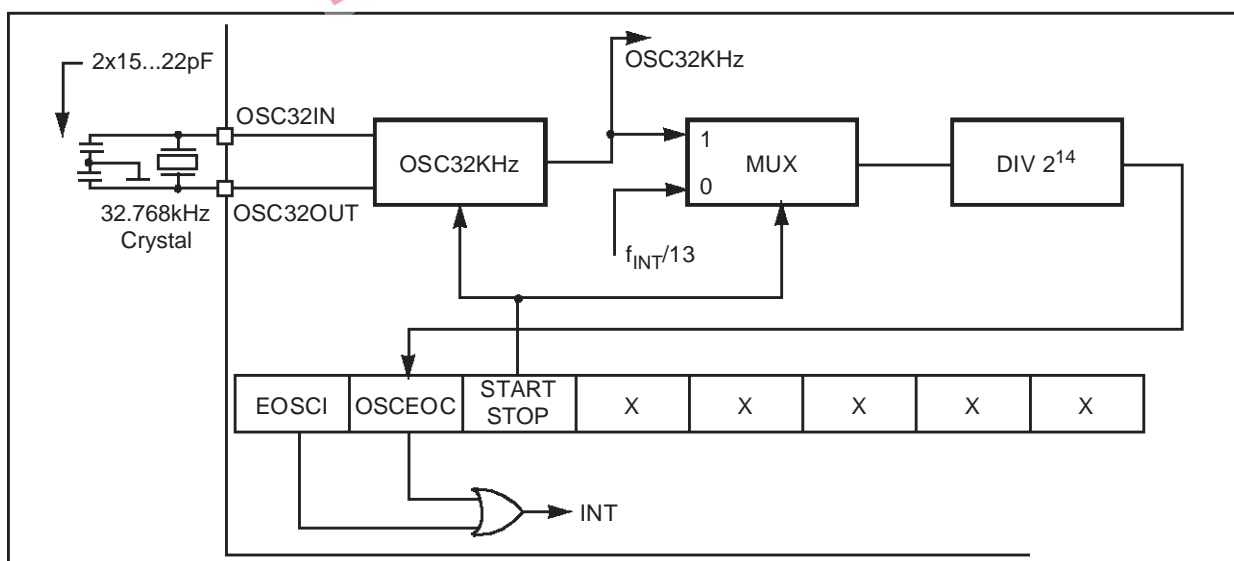 2x15...22pF
OSC32KHz
OSC32IN
OSC32KHz
1
MUX
0
DIV 2¹⁴
OSC32OUT
32.768kHz
Crystal
fINT/13
EOSCI
OSCEOC
START
STOP
X
X
X
X
X
INT